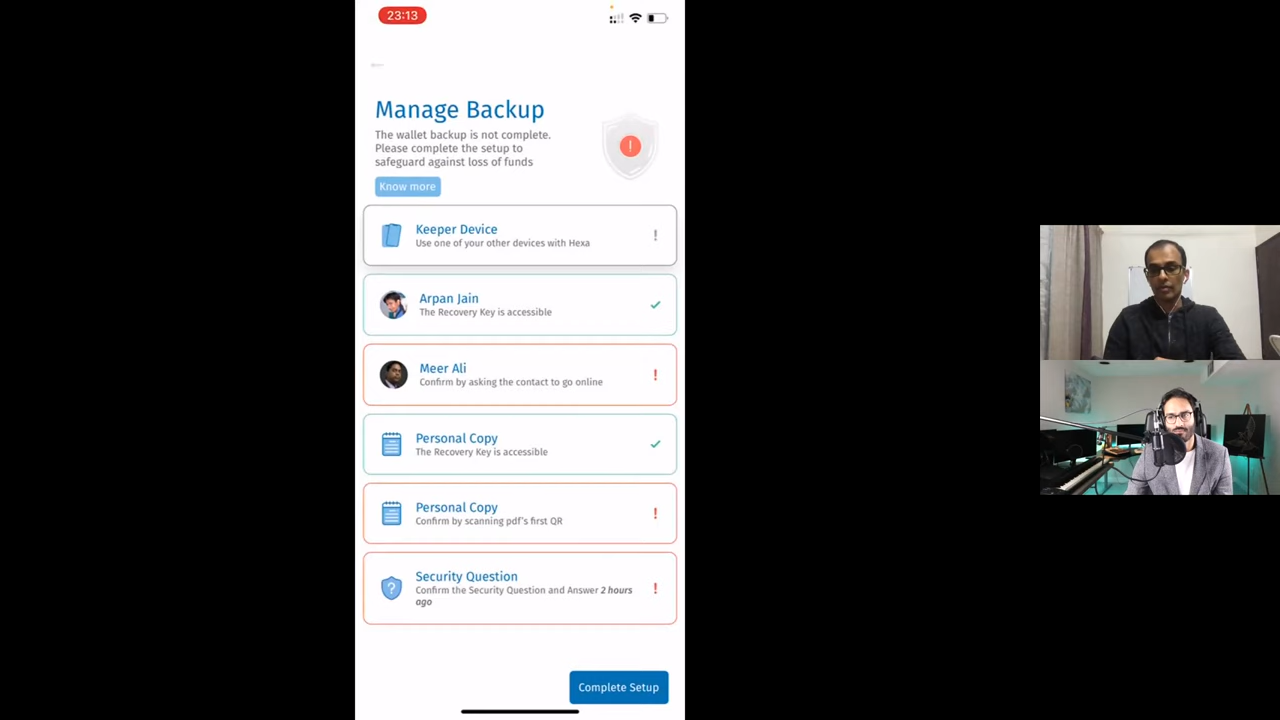 23:13
Manage Backup
The wallet backup is not complete.
Please complete the setup to
safeguard against loss of funds
Know more
Keeper Device
Use one of your other devices with Hexa
Arpan Jain
The Recovery Key is accessible
Meer Ali
Confirm by asking the contact to go online
Personal Copy
The Recovery Key is accessible
Personal Copy
Confirm by scanning pdf's first QR
Security Question
Confirm the Security Question and Answer 2 hours
ago
Complete Setup